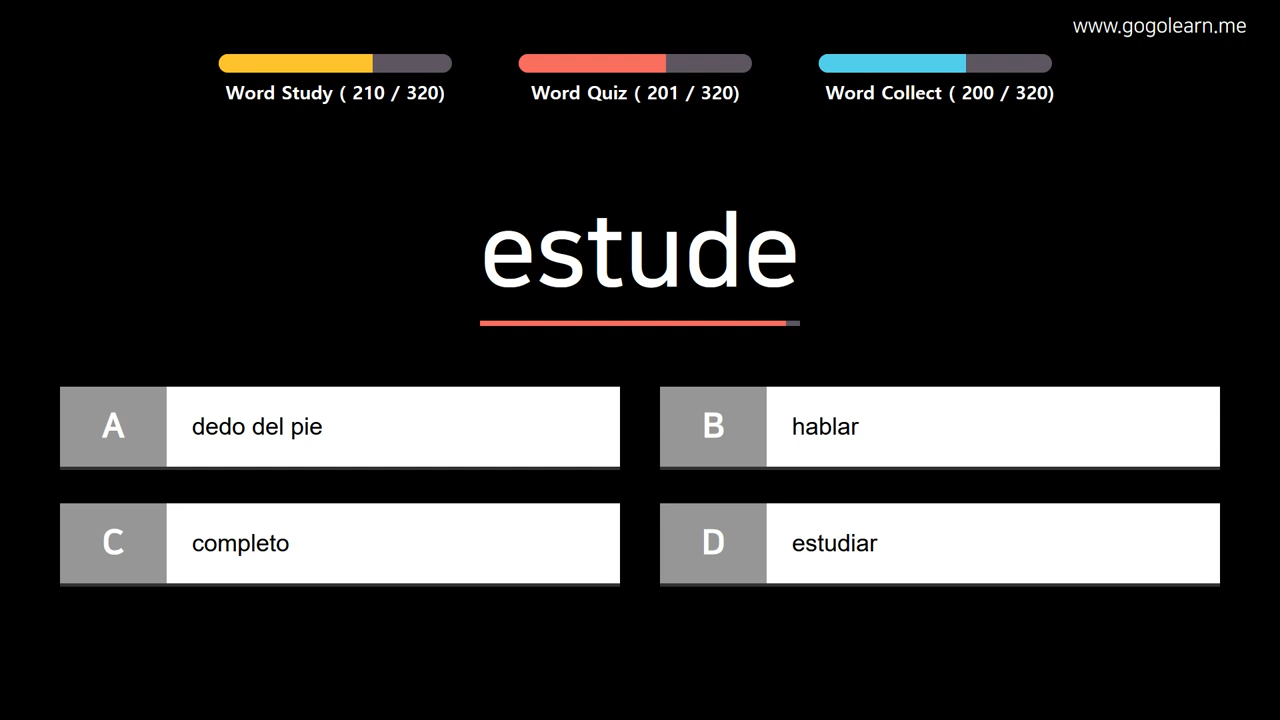 www.gogolearn.me
Word Study ( 210 / 320)
Word Quiz ( 201 / 320)
Word Collect ( 200 / 320)
estude
A dedo del pie
B hablar
C completo
D estudiar